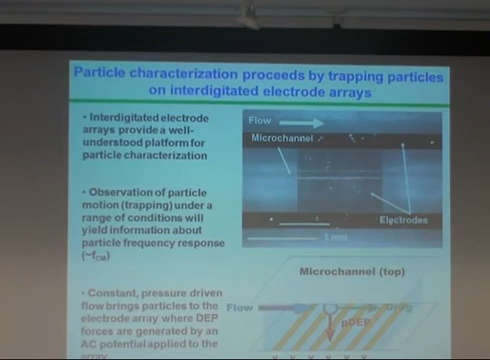 Particle characterization proceeds by trapping particles
on interdigitated electrode arrays
• Interdigitated electrode
arrays provide a well-
understood platform for
particle characterization
• Observation of particle
motion (trapping) under a
range of conditions will
yield information about
particle frequency response
(~fCM)
• Constant, pressure driven
flow brings particles to the
electrode array where DEP
forces are generated by an
AC potential applied to the
array
Flow
Microchannel
Electrodes
1 mm
Microchannel (top)
Flow
Drag
pDEP